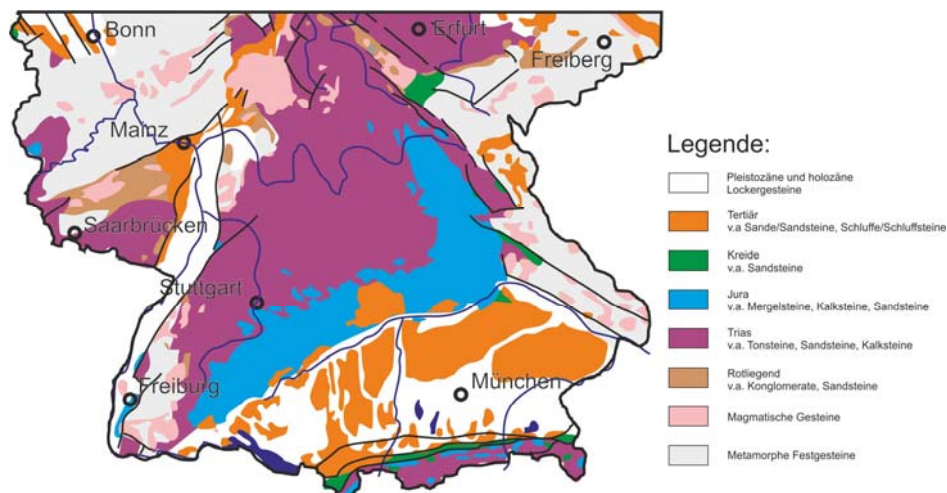 Bonn
Erfurt
Freiberg
Mainz
Saarbrücken
Stuttgart
Freiburg
München
Legende:
Pleistozäne und holozäne
Lockergesteine
Tertiär
v.a Sande/Sandsteine, Schluffe/Schluffsteine
Kreide
v.a. Sandsteine
Jura
v.a. Mergelsteine, Kalksteine, Sandsteine
Trias
v.a. Tonsteine, Sandsteine, Kalksteine
Rotliegend
v.a. Konglomerate, Sandsteine
Magmatische Gesteine
Metamorphe Festgesteine